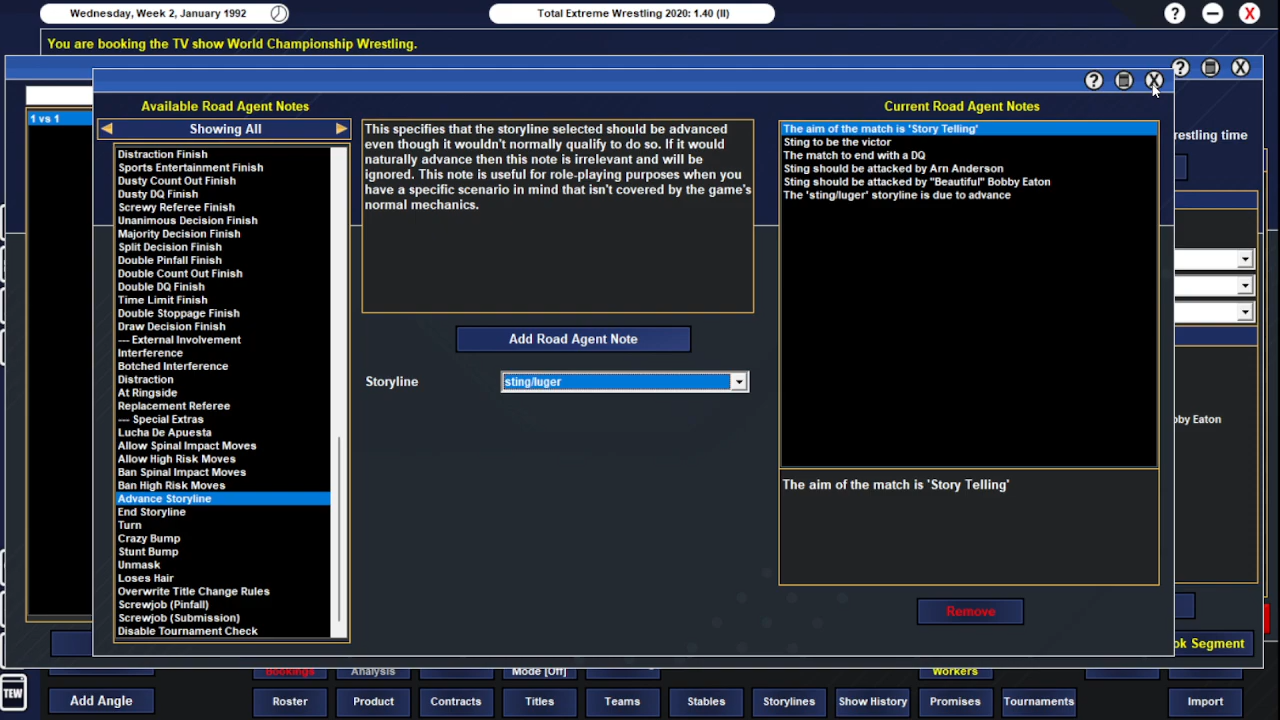 Wednesday, Week 2, January 1992
Total Extreme Wrestling 2020: 1.40 (II)
? X
You are booking the TV show World Championship Wrestling.
? X
? X
1 vs 1
Available Road Agent Notes
Showing All
Distraction Finish
Sports Entertainment Finish
Dusty Count Out Finish
Dusty DQ Finish
Screwy Referee Finish
Unanimous Decision Finish
Majority Decision Finish
Split Decision Finish
Double Pinfall Finish
Double Count Out Finish
Double DQ Finish
Time Limit Finish
Double Stoppage Finish
Draw Decision Finish
--- External Involvement
Interference
Botched Interference
Distraction
At Ringside
Replacement Referee
--- Special Extras
Lucha De Apuesta
Allow Spinal Impact Moves
Allow High Risk Moves
Ban Spinal Impact Moves
Ban High Risk Moves
Advance Storyline
End Storyline
Turn
Crazy Bump
Stunt Bump
Unmask
Loses Hair
Overwrite Title Change Rules
Screwjob (Pinfall)
Screwjob (Submission)
Disable Tournament Check
This specifies that the storyline selected should be advanced
even though it wouldn't normally qualify to do so. If it would
naturally advance then this note is irrelevant and will be
ignored. This note is useful for role-playing purposes when you
have a specific scenario in mind that isn't covered by the game's
normal mechanics.
Add Road Agent Note
Storyline
sting/luger
Current Road Agent Notes
The aim of the match is 'Story Telling'
Sting to be the victor
The match to end with a DQ
Sting should be attacked by Arn Anderson
Sting should be attacked by "Beautiful" Bobby Eaton
The 'sting/luger' storyline is due to advance
The aim of the match is 'Story Telling'
Remove
restling time
bby Eaton
ok Segment
Bookings
Analysis
Mode [Off]
Workers
TEW
Add Angle
Roster
Product
Contracts
Titles
Teams
Stables
Storylines
Show History
Promises
Tournaments
Import